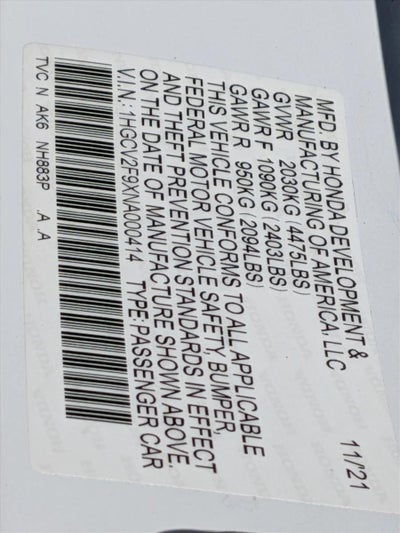 MFD. BY HONDA DEVELOPMENT &
MANUFACTURING OF AMERICA, LLC 11/21
GVWR 2030KG (4475LBS)
GAWR F 1090KG (2403LBS)
GAWR R 950KG (2094LBS)
THIS VEHICLE CONFORMS TO ALL APPLICABLE
FEDERAL MOTOR VEHICLE SAFETY, BUMPER,
AND THEFT PREVENTION STANDARDS IN EFFECT
ON THE DATE OF MANUFACTURE SHOWN ABOVE.
V.I.N.: 1HGCV2F9XNA000414 TYPE:PASSENGER CAR
TVC N AK6 NH883P .A .A